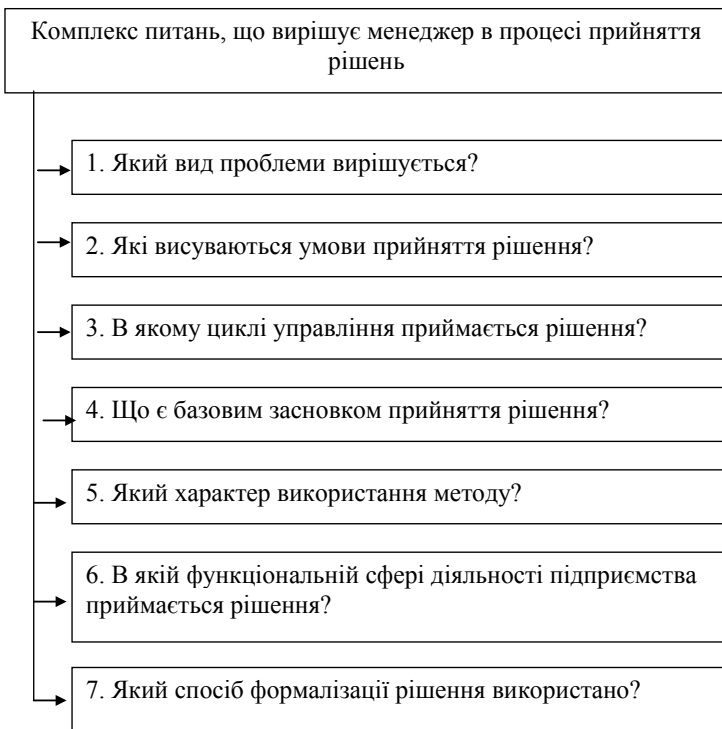 Комплекс питань, що вирішує менеджер в процесі прийняття
рішень
1. Який вид проблеми вирішується?
2. Які висуваються умови прийняття рішення?
3. В якому циклі управління приймається рішення?
4. Що є базовим засновком прийняття рішення?
5. Який характер використання методу?
6. В якій функціональній сфері діяльності підприємства
приймається рішення?
7. Який спосіб формалізації рішення використано?